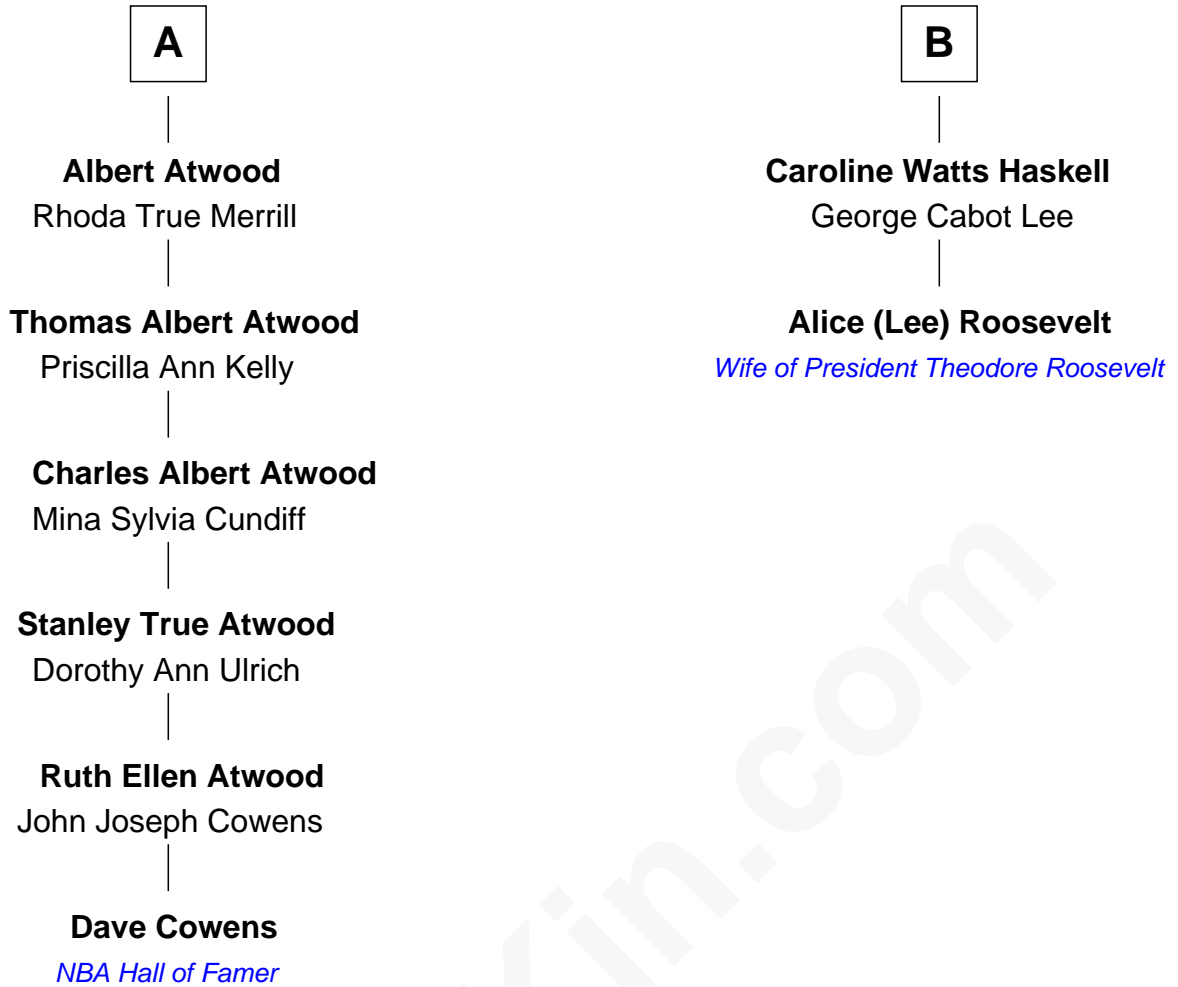 A
B
Albert Atwood
Rhoda True Merrill
Caroline Watts Haskell
George Cabot Lee
Thomas Albert Atwood
Priscilla Ann Kelly
Alice (Lee) Roosevelt
Wife of President Theodore Roosevelt
Charles Albert Atwood
Mina Sylvia Cundiff
Stanley True Atwood
Dorothy Ann Ulrich
Ruth Ellen Atwood
John Joseph Cowens
Dave Cowens
NBA Hall of Famer
Kin.com